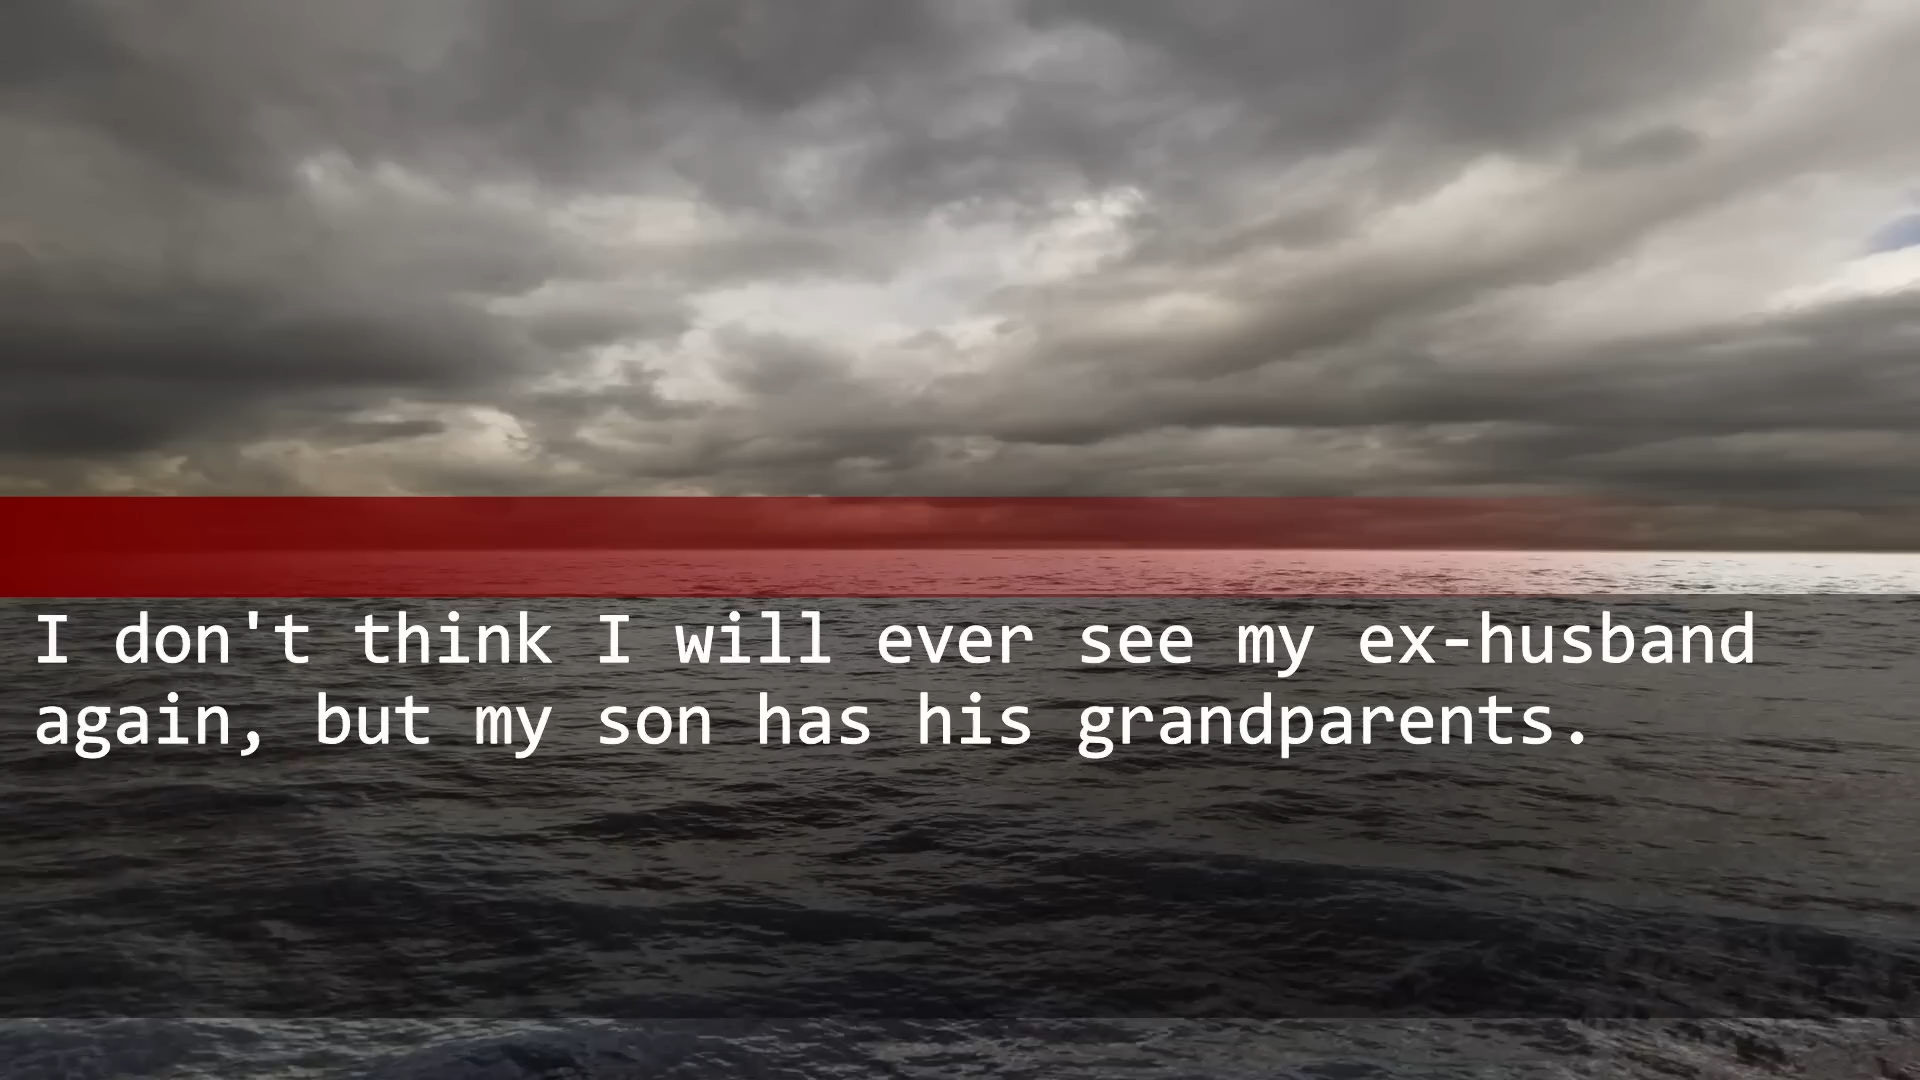 I don't think I will ever see my ex-husband
again, but my son has his grandparents.